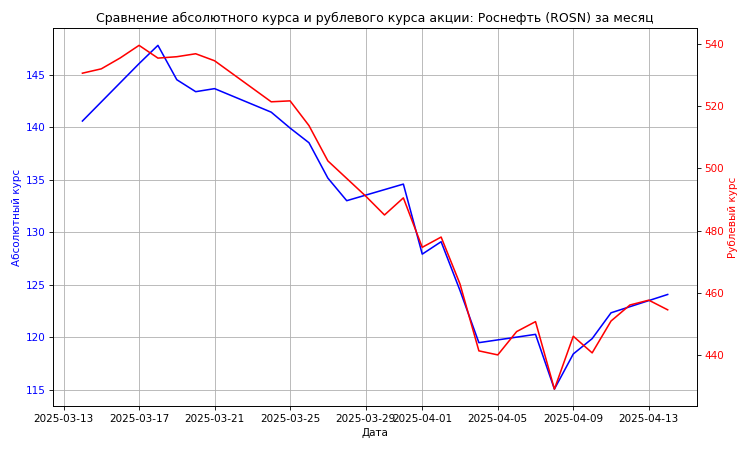 Сравнение абсолютного курса и рублевого курса акции: Роснефть (ROSN) за месяц
145
140
135
130
125
120
115
Абсолютный курс
540
520
500
480
460
440
Рублевый курс
2025-03-13 2025-03-17 2025-03-21 2025-03-25 2025-03-29 2025-04-01 2025-04-05 2025-04-09 2025-04-13
Дата